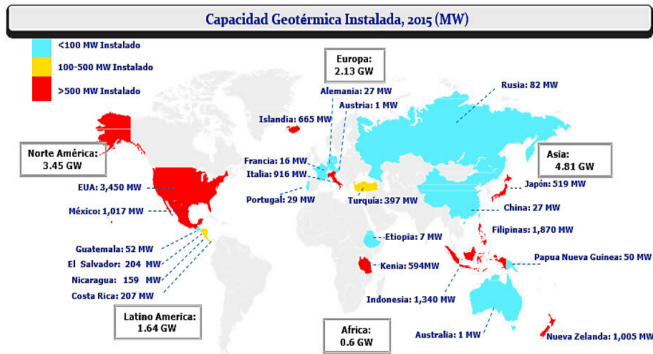 Capacidad Geotérmica Instalada, 2015 (MW)
<100 MW Instalado
100-500 MW Instalado
>500 MW Instalado
Europa:
2.13 GW
Alemania: 27 MW
Austria: 1 MW
Rusia: 82 MW
Islandia: 665 MW
Norte América:
3.45 GW
Francia: 16 MW
Italia: 916 MW
Asia:
4.81 GW
EUA: 3,450 MW
Japón: 519 MW
Portugal: 29 MW
Turquía: 397 MW
China: 27 MW
México: 1,017 MW
Filipinas: 1,870 MW
Guatemala: 52 MW
Etiopia: 7 MW
El Salvador: 204 MW
Papua Nueva Guinea: 50 MW
Kenia: 594MW
Nicaragua: 159 MW
Costa Rica: 207 MW
Indonesia: 1,340 MW
Latino America:
1.64 GW
Africa:
0.6 GW
Australia: 1 MW
Nueva Zelanda: 1,005 MW